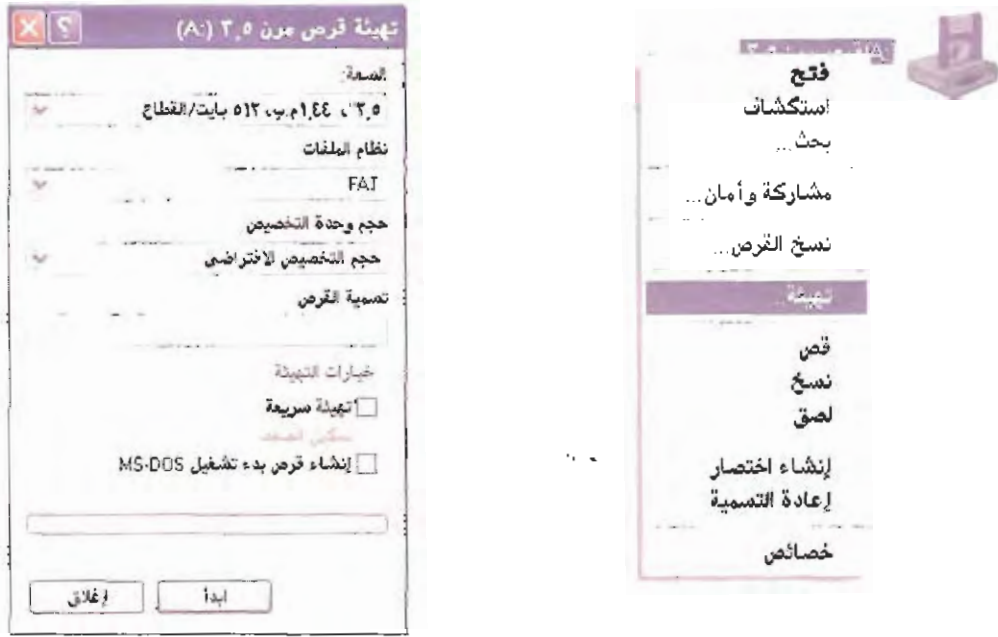 فتح
استكشاف
بحث...
مشاركة وأمان...
نسخ القرص...
تهيئة...
قص
نسخ
لصق
إنشاء اختصار
إعادة التسمية
خصائص
تهيئة قرص مرن ٣,٥ (A:)
السعة:
٣,٥"، ١,٤٤م.ب، ٥١٢ بايت/القطاع
نظام الملفات
FAT
حجم وحدة التخصيص
حجم التخصيص الافتراضي
تسمية القرص
خيارات التهيئة
تهيئة سريعة
إنشاء قرص بدء تشغيل MS-DOS
ابدأ
إغلاق